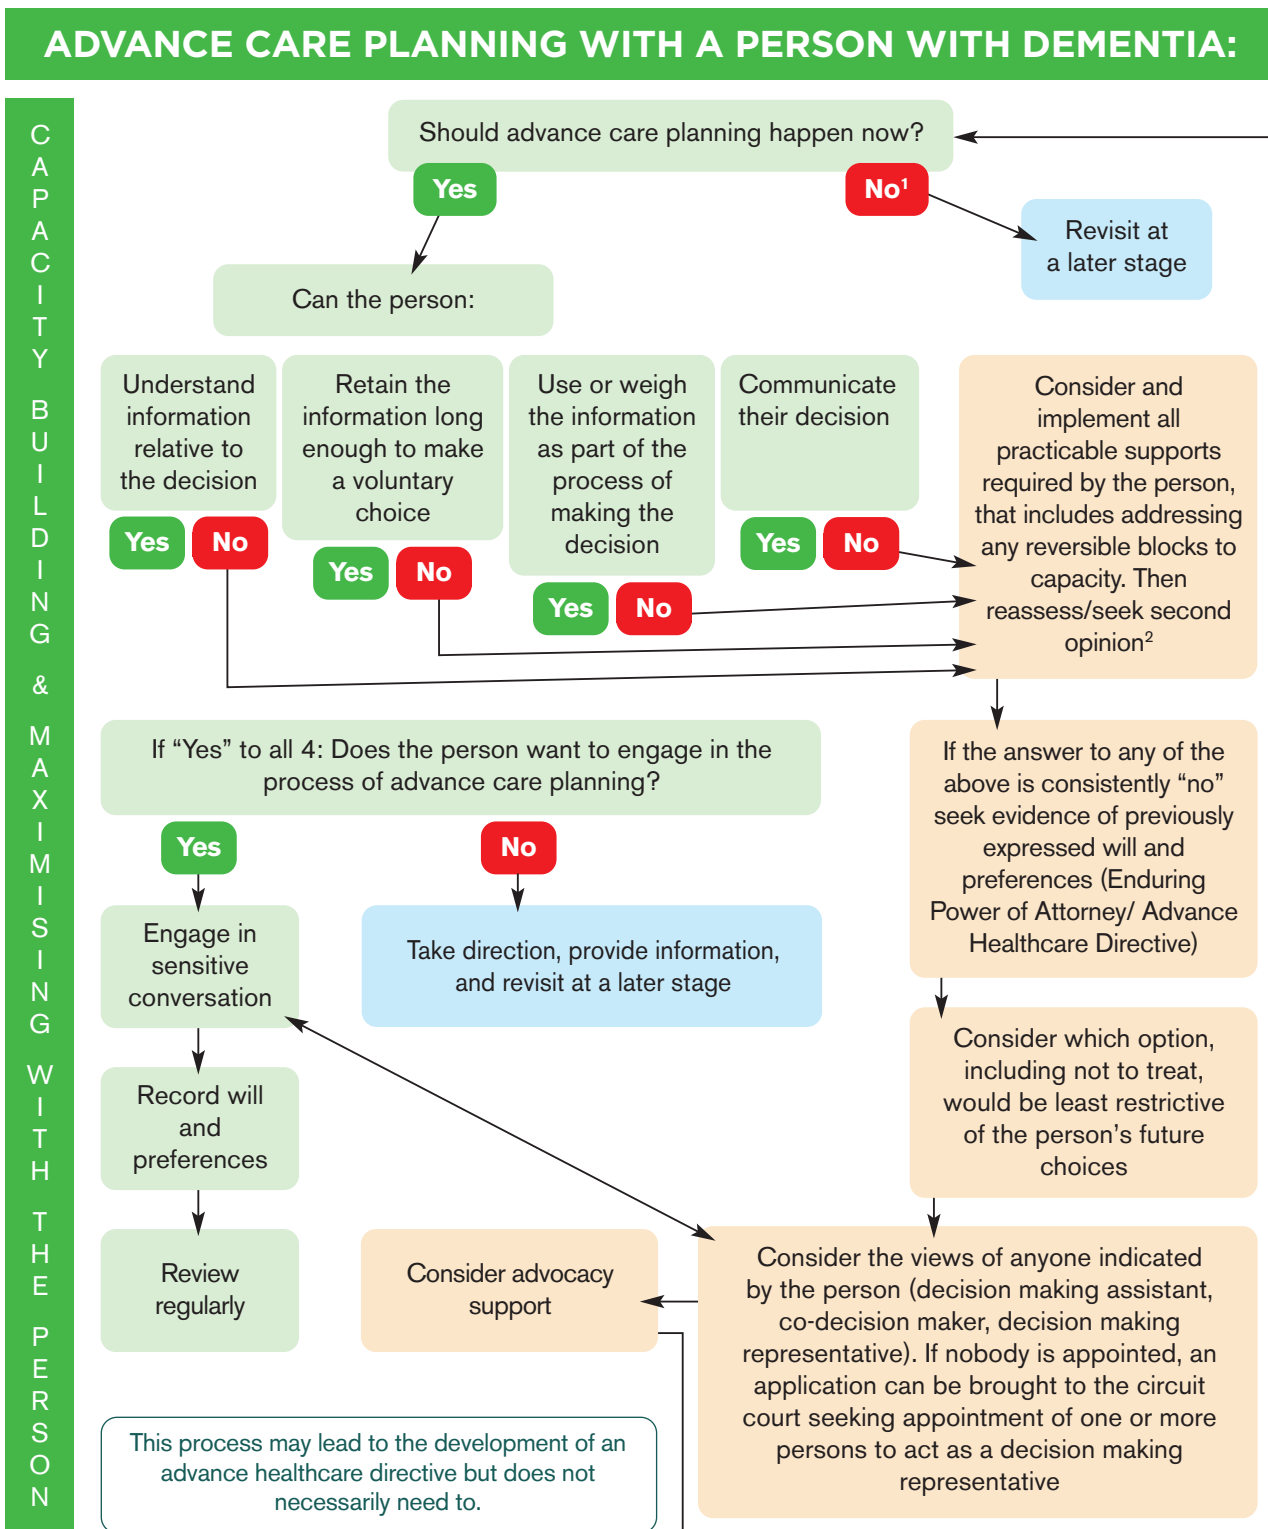 ADVANCE CARE PLANNING WITH A PERSON WITH DEMENTIA:
CAPACITY BUILDING & MAXIMISING WITH THE PERSON
Should advance care planning happen now?
Yes
No¹
Revisit at
a later stage
Can the person:
Understand
information
relative to
the decision
Yes
No
Retain the
information long
enough to make
a voluntary
choice
Yes
No
Use or weigh
the information
as part of the
process of
making the
decision
Yes
No
Communicate
their decision
Yes
No
Consider and
implement all
practicable supports
required by the person,
that includes addressing
any reversible blocks to
capacity. Then
reassess/seek second
opinion²
If “Yes” to all 4: Does the person want to engage in the
process of advance care planning?
Yes
No
Engage in
sensitive
conversation
Take direction, provide information,
and revisit at a later stage
Record will
and
preferences
Review
regularly
If the answer to any of the
above is consistently “no”
seek evidence of previously
expressed will and
preferences (Enduring
Power of Attorney/ Advance
Healthcare Directive)
Consider which option,
including not to treat,
would be least restrictive
of the person’s future
choices
Consider advocacy
support
Consider the views of anyone indicated
by the person (decision making assistant,
co-decision maker, decision making
representative). If nobody is appointed, an
application can be brought to the circuit
court seeking appointment of one or more
persons to act as a decision making
representative
This process may lead to the development of an
advance healthcare directive but does not
necessarily need to.